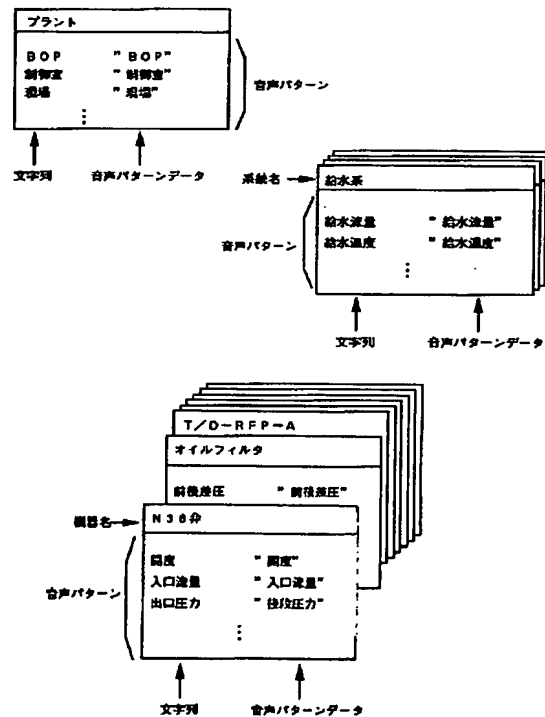 プラント
BOP "BOP"
制御室 "制御室"
現場 "現場"
⋮
音声パターン
文字列 音声パターンデータ
系統名 給水系
給水流量 "給水流量"
給水温度 "給水温度"
⋮
音声パターン
文字列 音声パターンデータ
T/D-RFP-A
オイルフィルタ
前後差圧 "前後差圧"
機器名 N36弁
開度 "開度"
入口流量 "入口流量"
出口圧力 "後段圧力"
⋮
音声パターン
文字列 音声パターンデータ